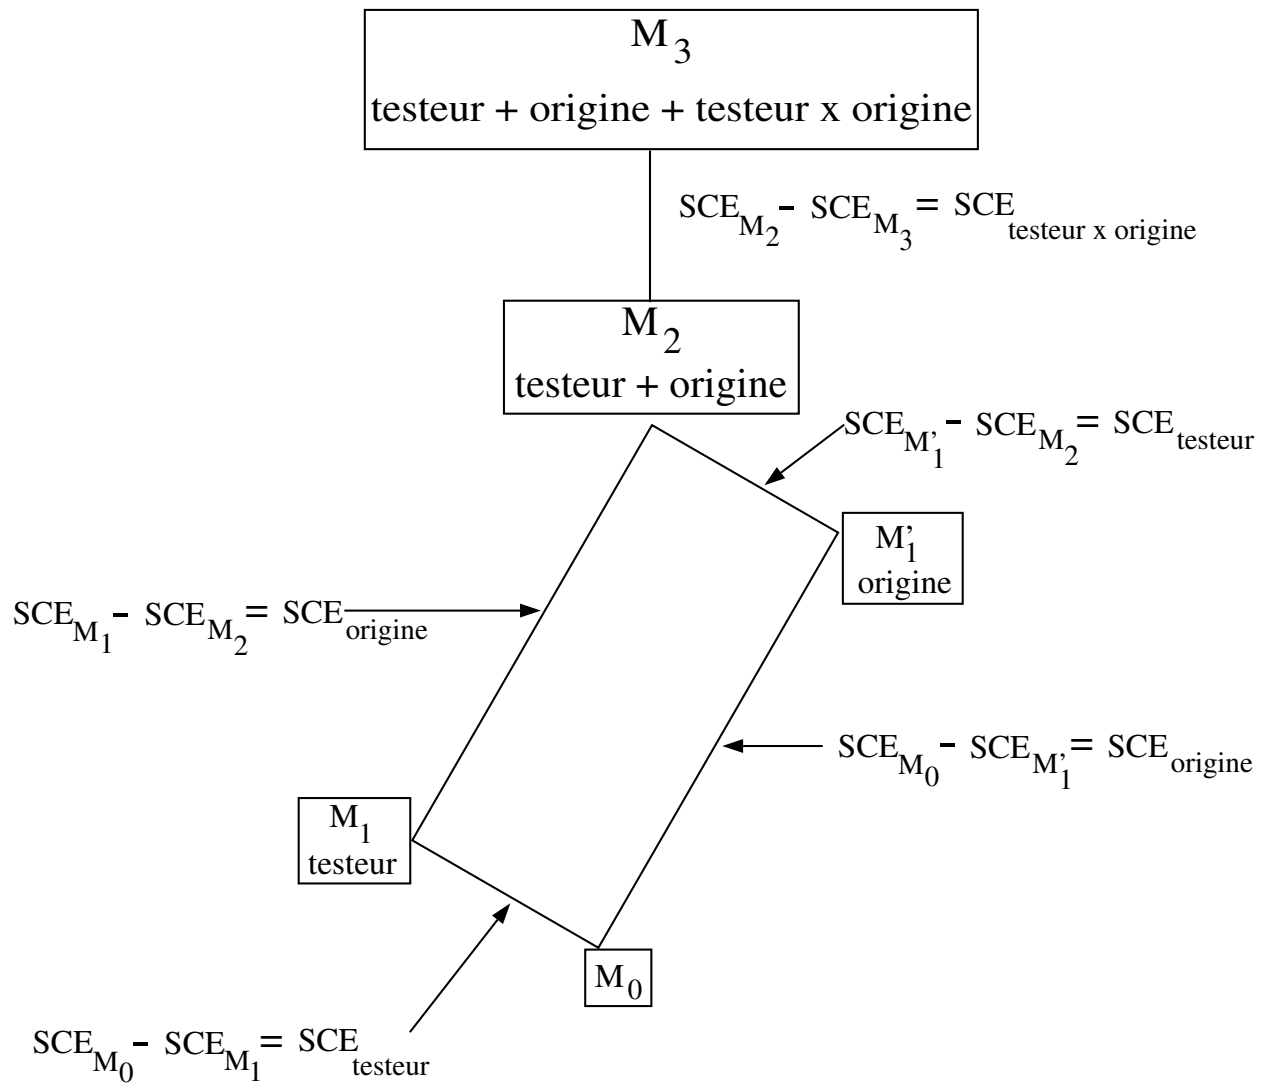 M3
testeur + origine + testeur x origine
SCEM2 - SCEM3 = SCEtesteur x origine
M2
testeur + origine
SCEM'1 - SCEM2 = SCEtesteur
M'1
origine
SCEM1 - SCEM2 = SCEorigine
SCEM0 - SCEM'1 = SCEorigine
M1
testeur
M0
SCEM0 - SCEM1 = SCEtesteur